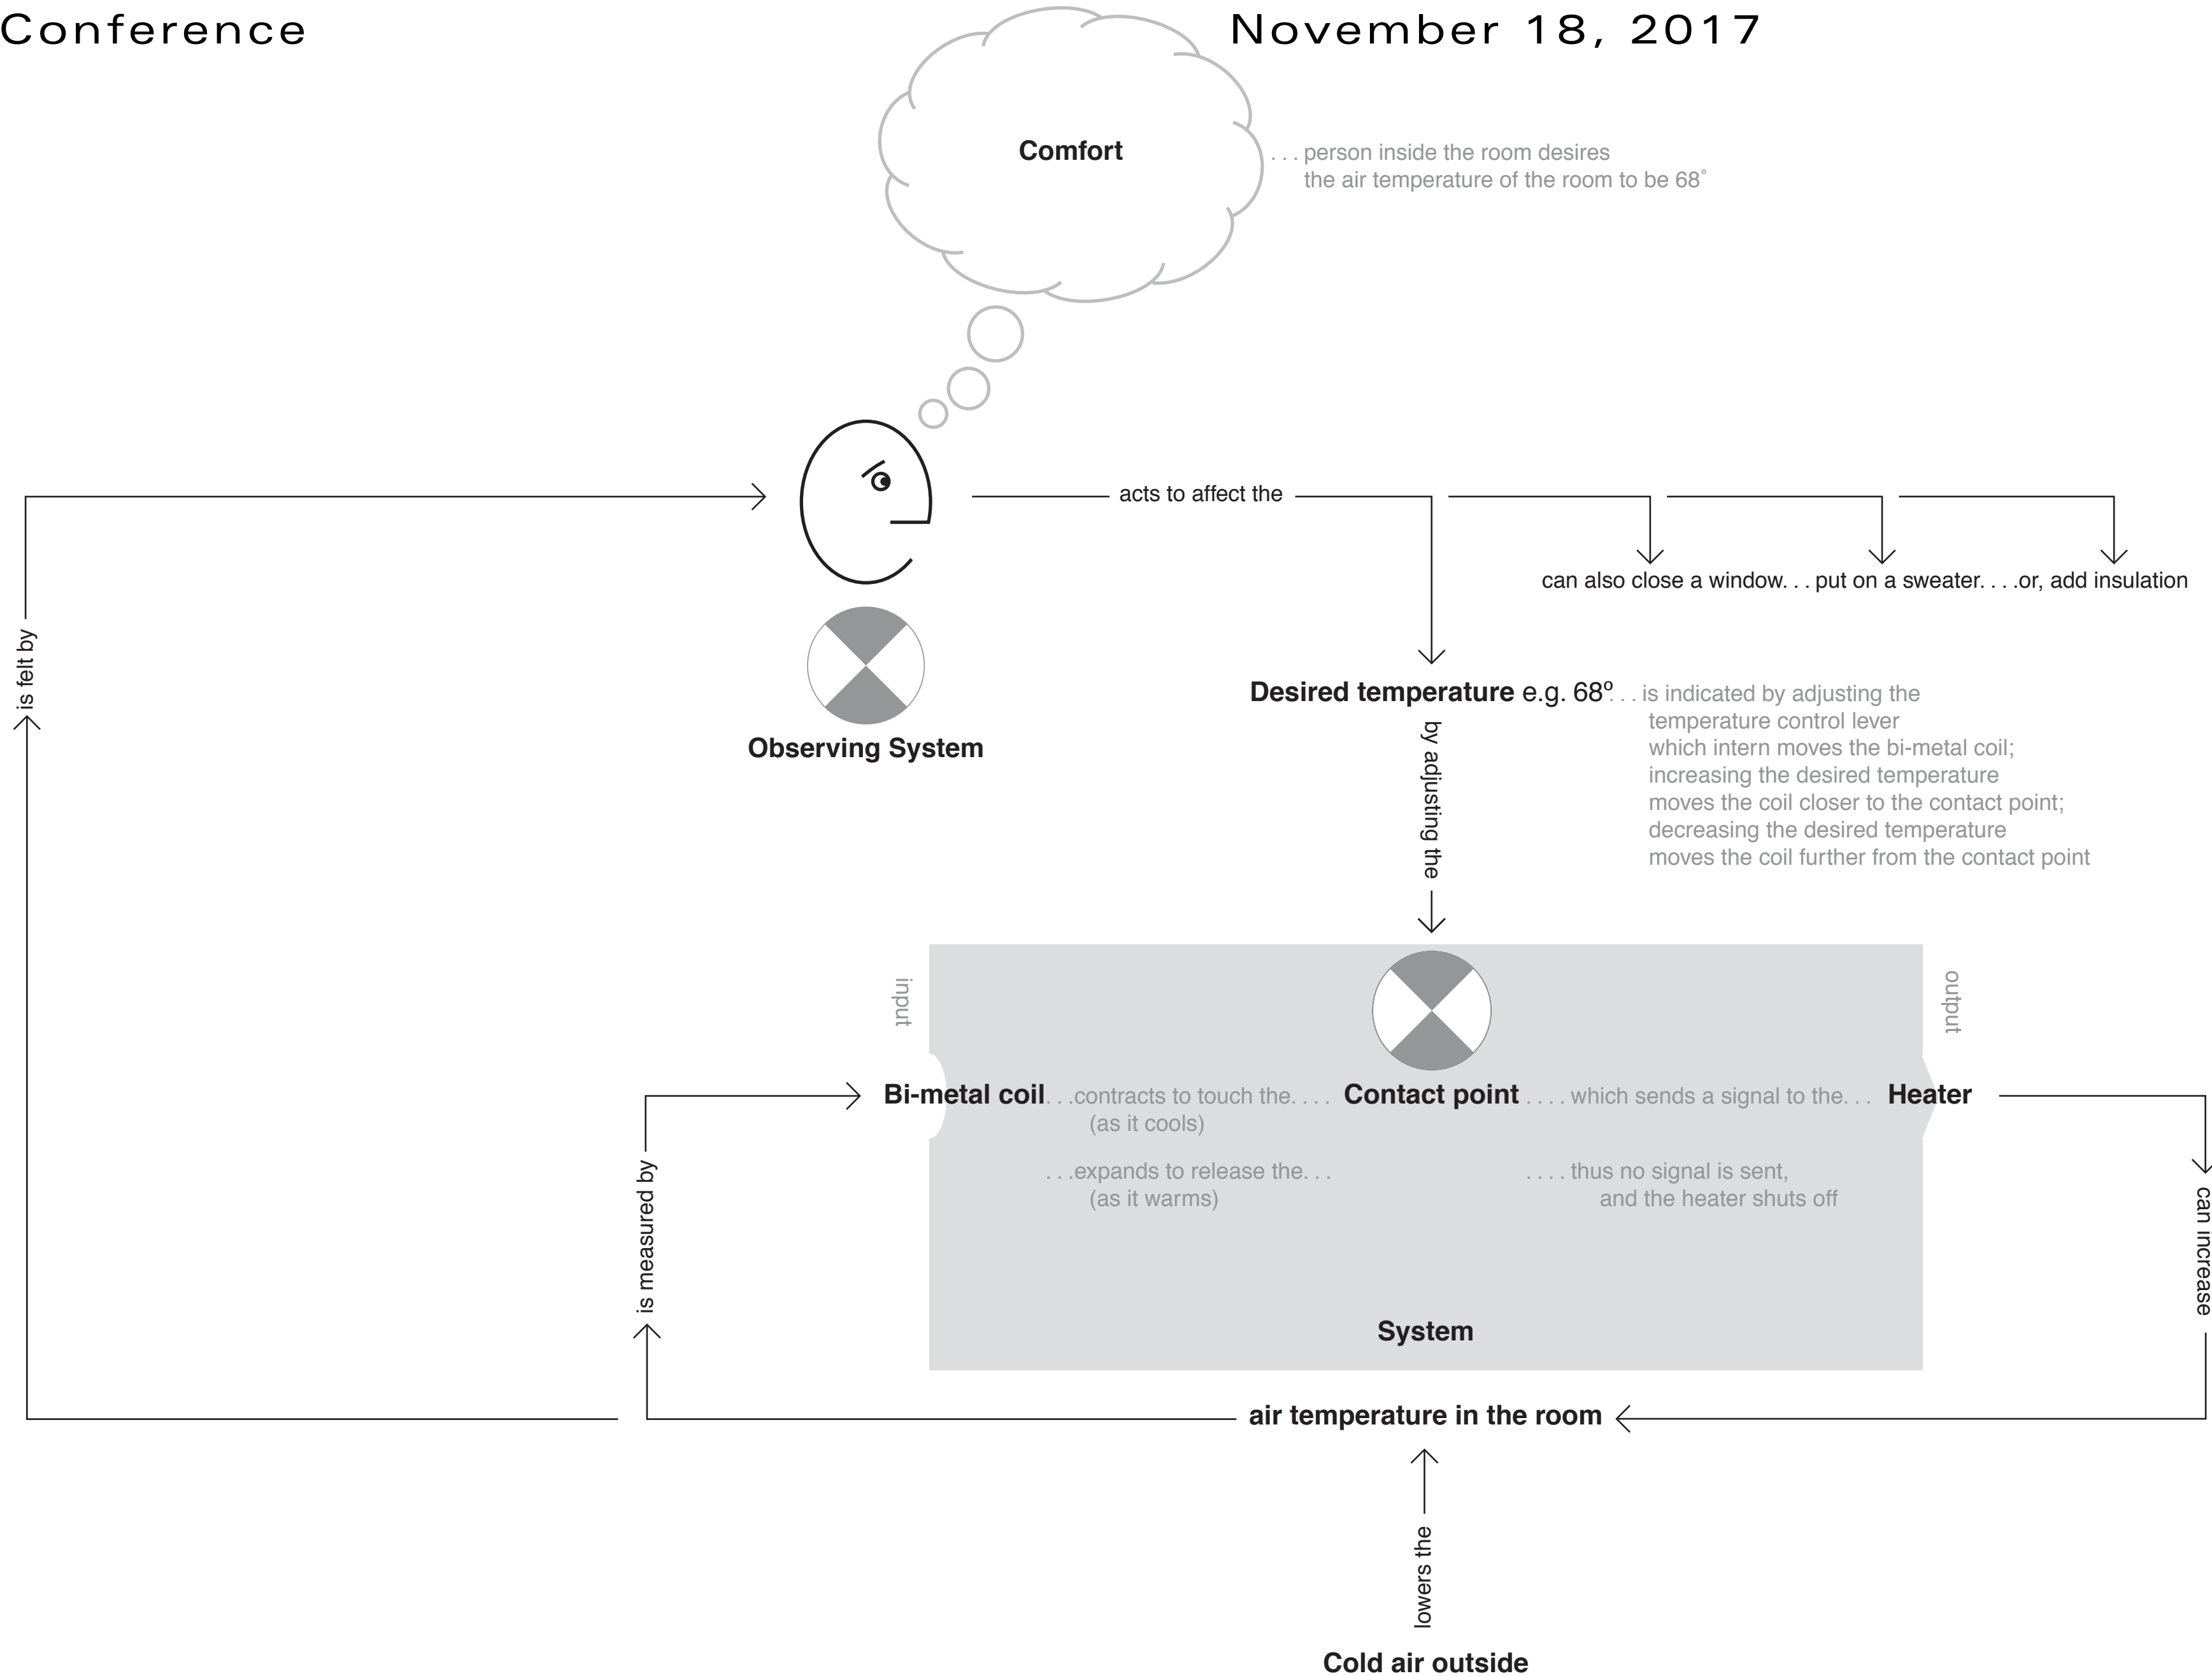 Conference
November 18, 2017
Comfort
. . . person inside the room desires
the air temperature of the room to be 68°
acts to affect the
can also close a window. . . put on a sweater. . . .or, add insulation
is felt by
Observing System
Desired temperature e.g. 68º. . . is indicated by adjusting the
temperature control lever
which intern moves the bi-metal coil;
increasing the desired temperature
moves the coil closer to the contact point;
decreasing the desired temperature
moves the coil further from the contact point
by adjusting the
input
output
Bi-metal coil. . .contracts to touch the. . . . Contact point . . . . which sends a signal to the. . . Heater
(as it cools)
. . .expands to release the. . . . . . . thus no signal is sent,
(as it warms) and the heater shuts off
is measured by
can increase
System
air temperature in the room
lowers the
Cold air outside